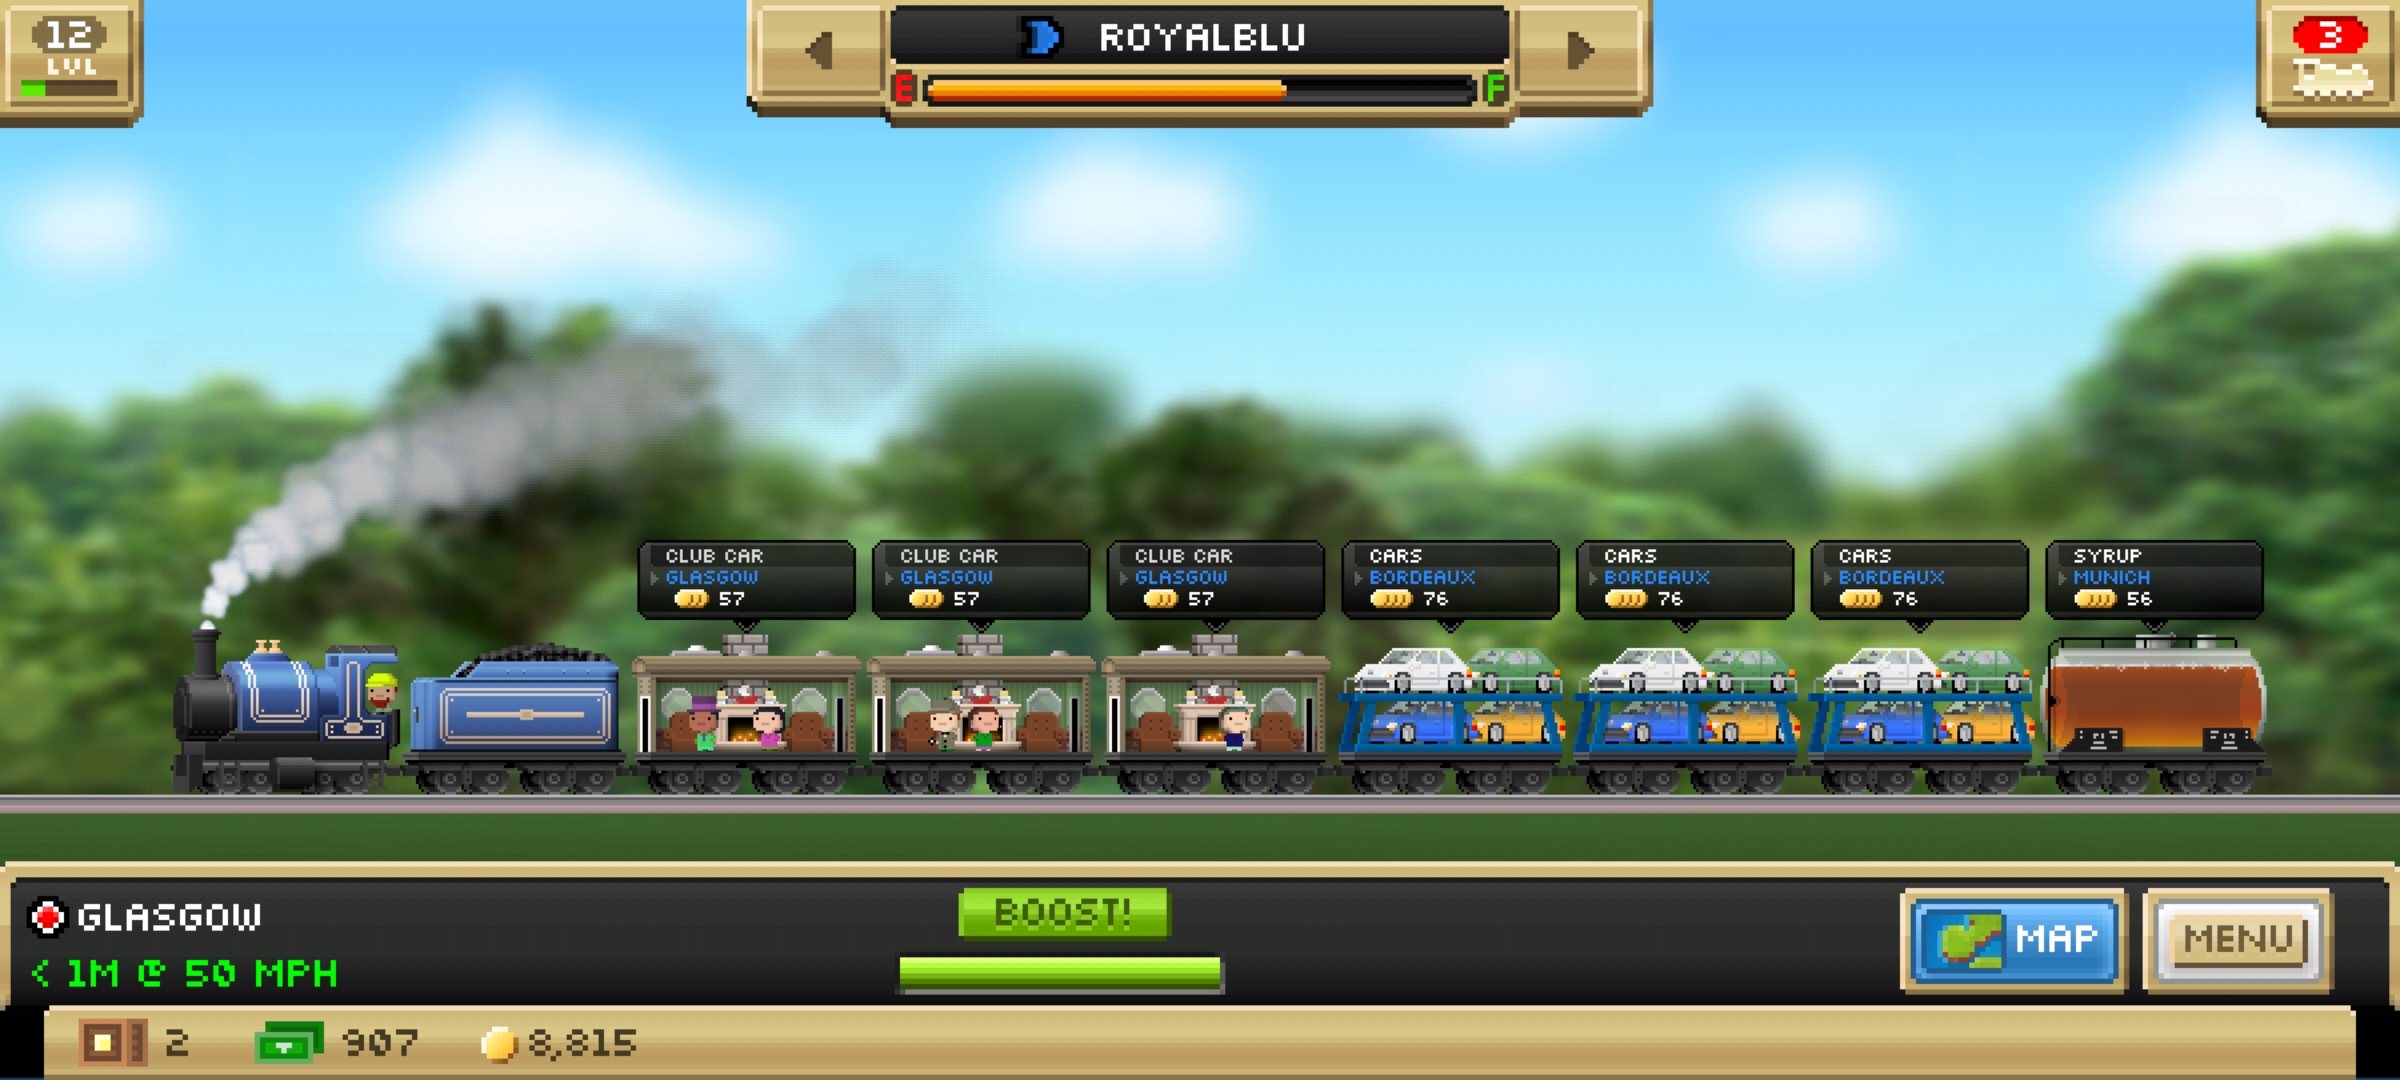 12
LVL
ROYALBLU
E F
3
CLUB CAR
GLASGOW
57
CLUB CAR
GLASGOW
57
CLUB CAR
GLASGOW
57
CARS
BORDEAUX
76
CARS
BORDEAUX
76
CARS
BORDEAUX
76
SYRUP
MUNICH
56
GLASGOW
< 1M @ 50 MPH
BOOST!
MAP
MENU
2 907 8,815